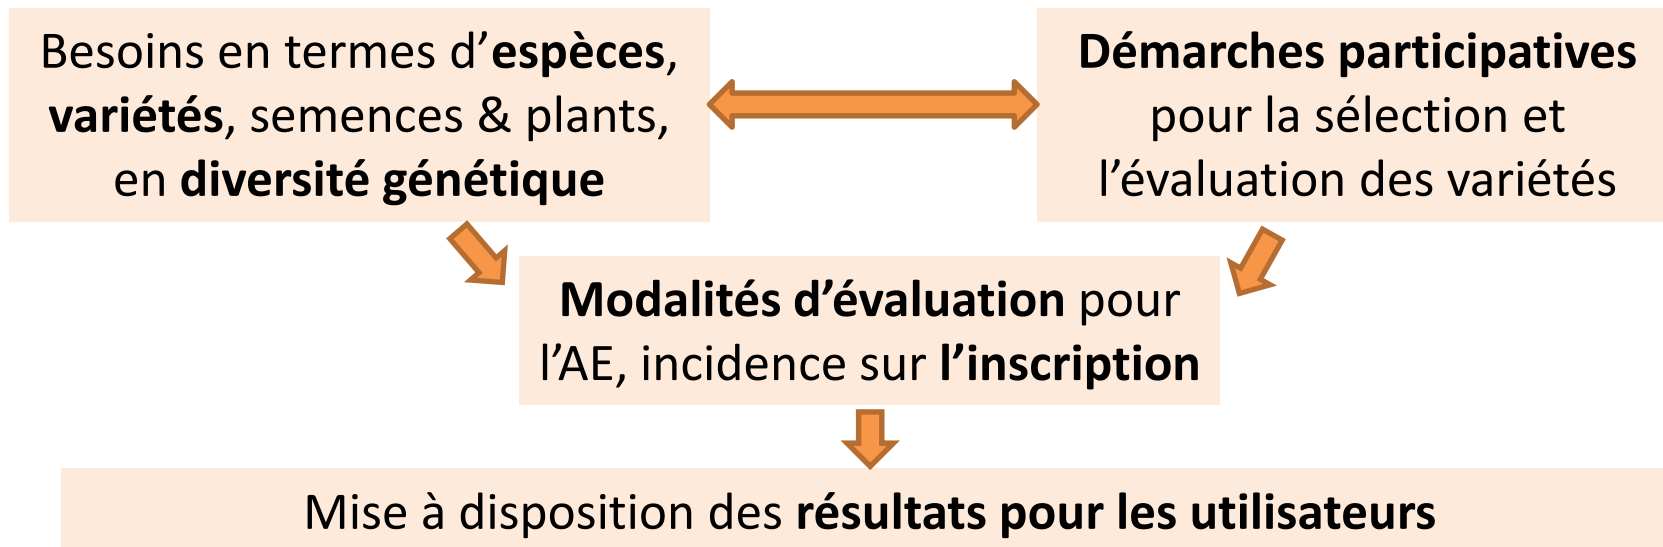 Besoins en termes d’espèces,
variétés, semences & plants,
en diversité génétique
Démarches participatives
pour la sélection et
l’évaluation des variétés
Modalités d’évaluation pour
l’AE, incidence sur l’inscription
Mise à disposition des résultats pour les utilisateurs